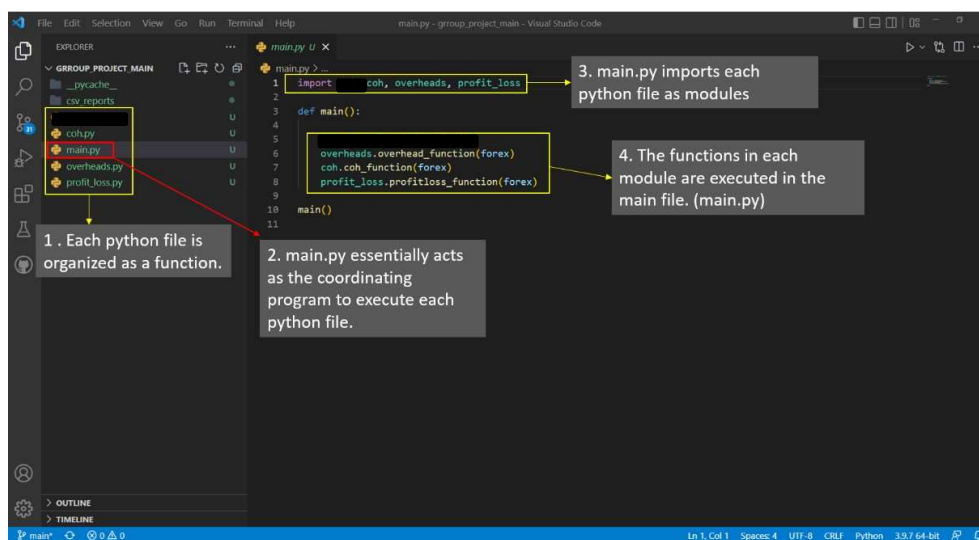 File Edit Selection View Go Run Terminal Help
main.py - grroup_project_main - Visual Studio Code
EXPLORER
main.py U
GRROUP_PROJECT_MAIN
main.py > ...
__pycache__
csv_reports
U
coh.py U
main.py U
overheads.py U
profit_loss.py U
31
1 import coh, overheads, profit_loss
2
3 def main():
4
5
6 overheads.overhead_function(forex)
7 coh.coh_function(forex)
8 profit_loss.profitloss_function(forex)
9
10 main()
11
3. main.py imports each
python file as modules
4. The functions in each
module are executed in the
main file. (main.py)
1 . Each python file is
organized as a function.
2. main.py essentially acts
as the coordinating
program to execute each
python file.
> OUTLINE
> TIMELINE
main* 0 0 Ln 1, Col 1 Spaces: 4 UTF-8 CRLF Python 3.9.7 64-bit